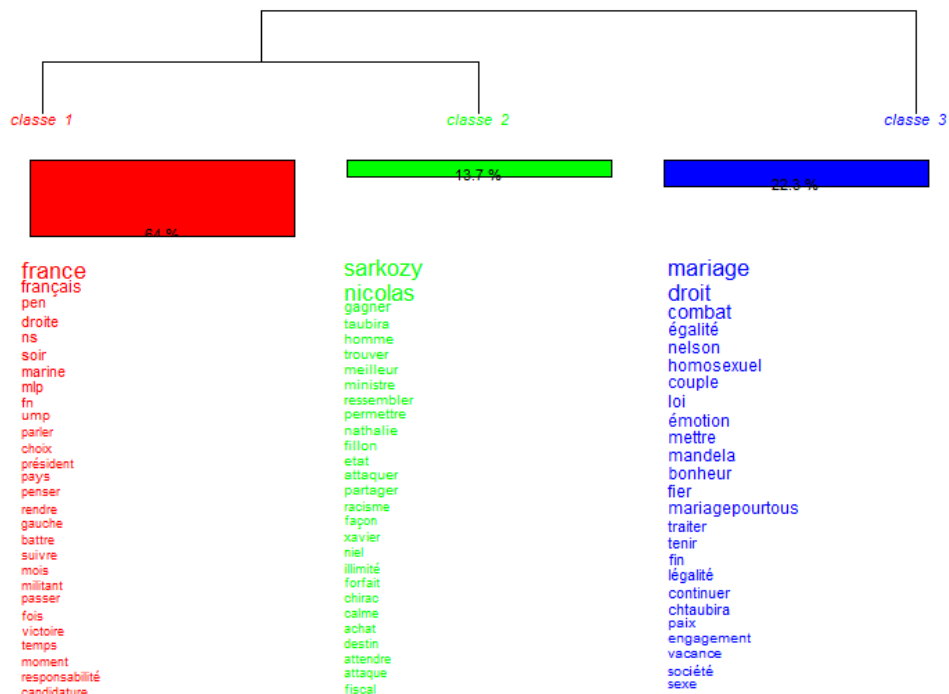 classe 1
classe 2
classe 3
64 %
13.7 %
22.3 %
france
français
pen
droite
ns
soir
marine
mlp
fn
ump
parler
choix
président
pays
penser
rendre
gauche
battre
suivre
mois
militant
passer
fois
victoire
temps
moment
responsabilité
candidature
sarkozy
nicolas
gagner
taubira
homme
trouver
meilleur
ministre
ressembler
permettre
nathalie
fillon
etat
attaquer
partager
racisme
façon
xavier
niel
illimité
forfait
chirac
calme
achat
destin
attendre
attaque
fiscal
mariage
droit
combat
égalité
nelson
homosexuel
couple
loi
émotion
mettre
mandela
bonheur
fier
mariagepourtous
traiter
tenir
fin
légalité
continuer
chtaubira
paix
engagement
vacance
société
sexe